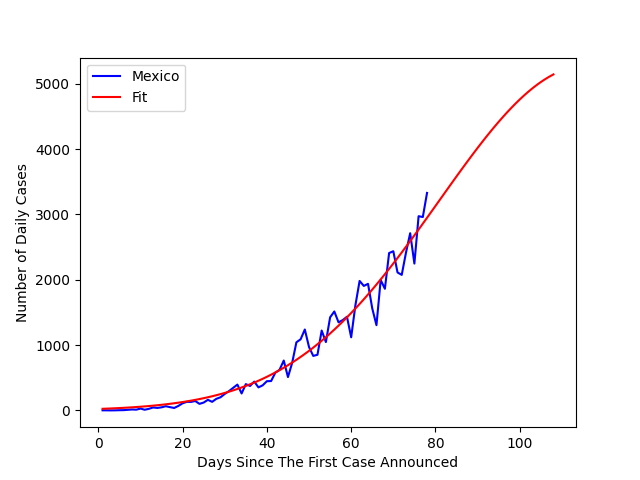 Mexico
Fit
Number of Daily Cases
5000
4000
3000
2000
1000
0
0 20 40 60 80 100
Days Since The First Case Announced